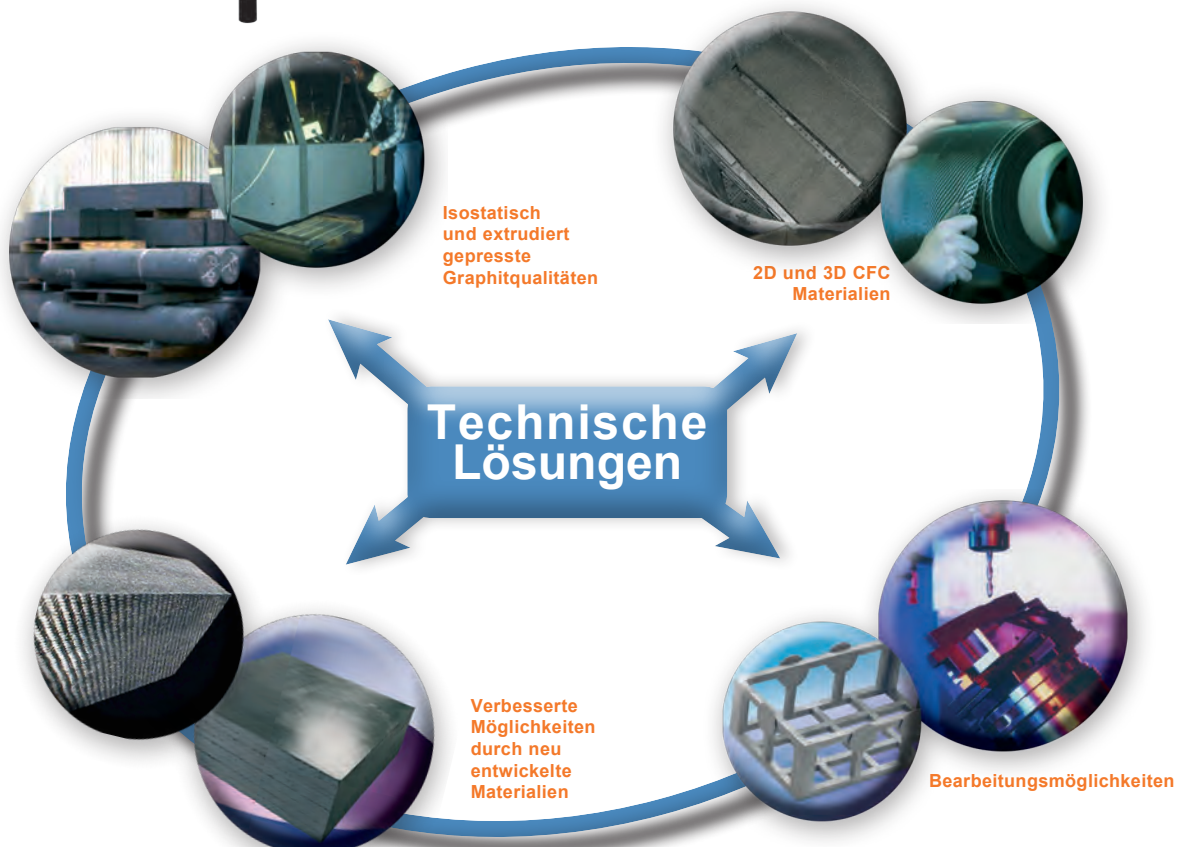 Isostatisch
und extrudiert
gepresste
Graphitqualitäten
2D und 3D CFC
Materialien
Technische
Lösungen
Verbesserte
Möglichkeiten
durch neu
entwickelte
Materialien
Bearbeitungsmöglichkeiten